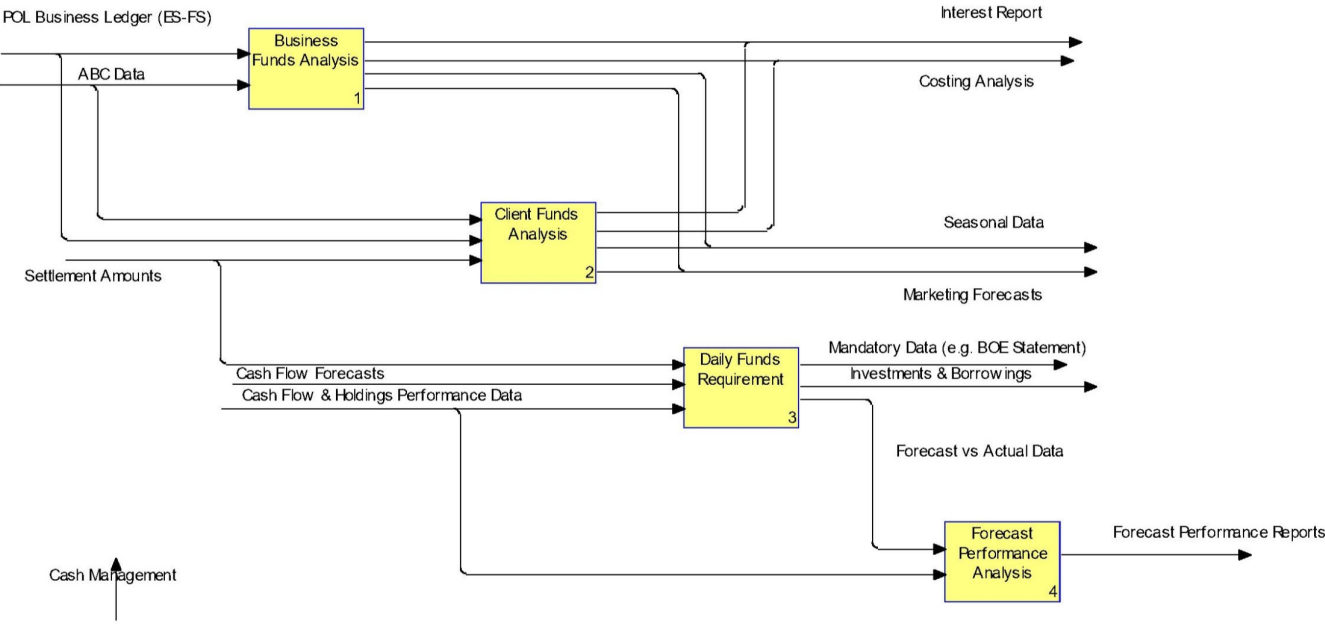 POL Business Ledger (ES-FS)
Interest Report
Business
Funds Analysis
1
ABC Data
Costing Analysis
Client Funds
Analysis
2
Seasonal Data
Settlement Amounts
Marketing Forecasts
Daily Funds
Requirement
3
Mandatory Data (e.g. BOE Statement)
Cash Flow Forecasts
Investments & Borrowings
Cash Flow & Holdings Performance Data
Forecast vs Actual Data
Forecast
Performance
Analysis
4
Forecast Performance Reports
Cash Management